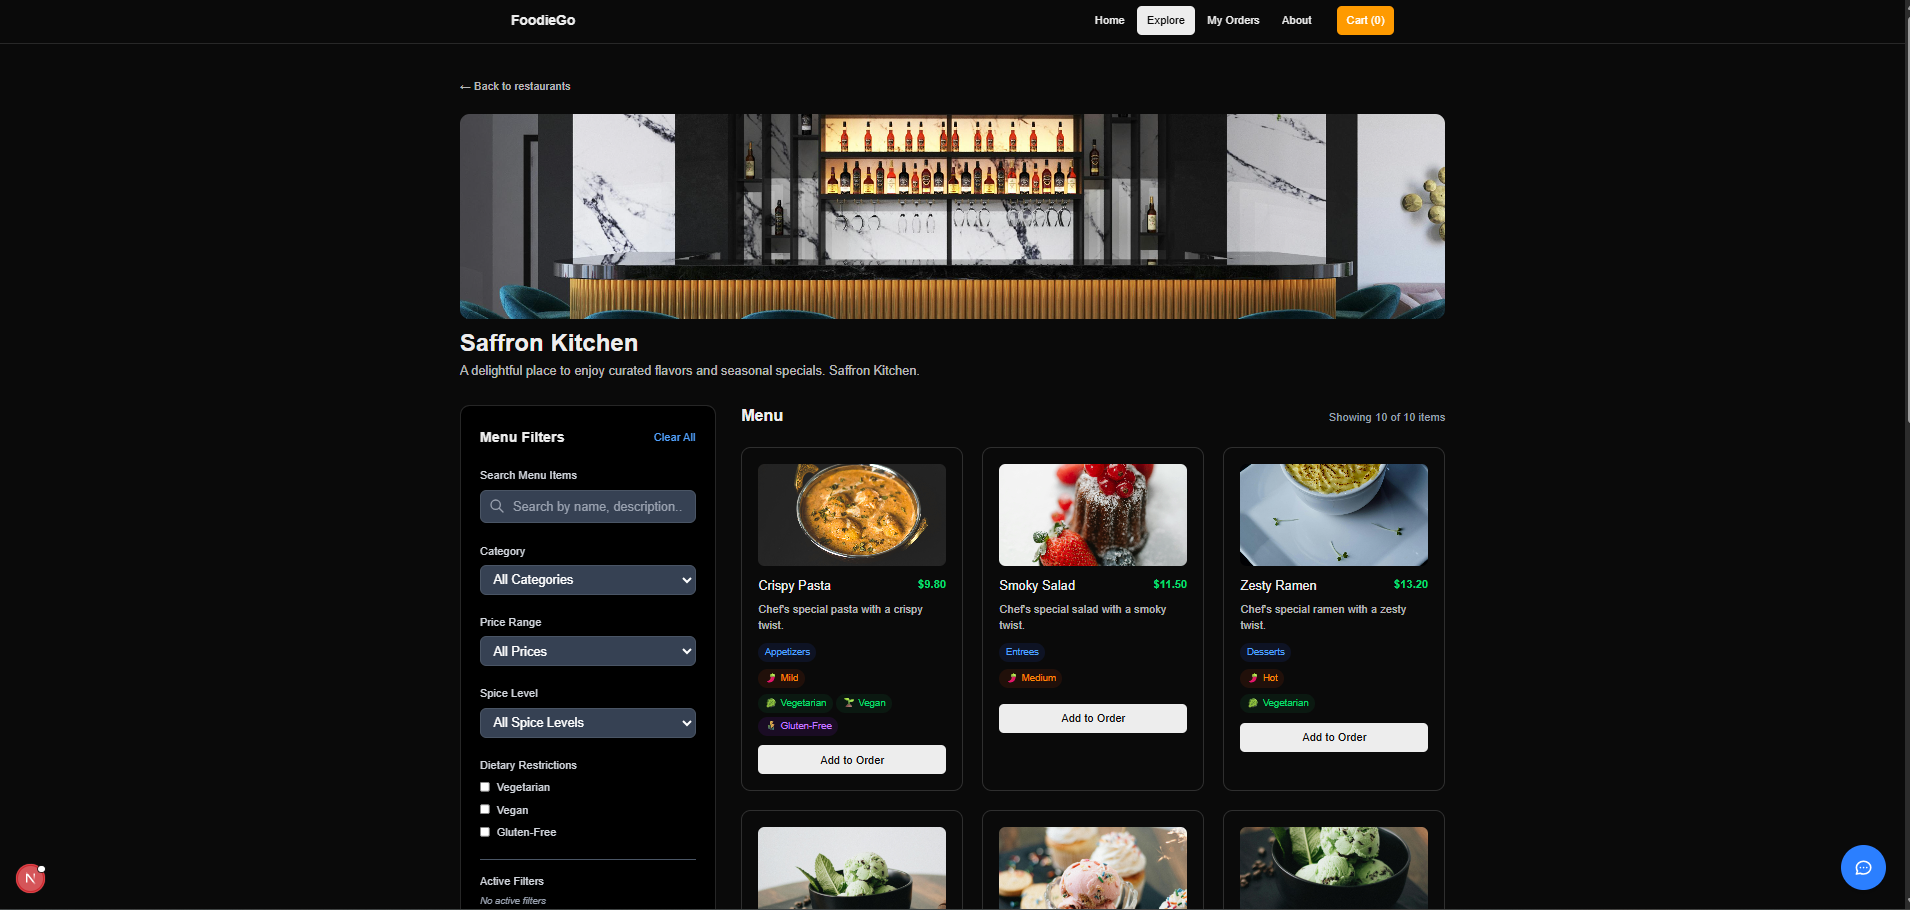 FoodieGo
Home Explore My Orders About Cart (0)
← Back to restaurants
Saffron Kitchen
A delightful place to enjoy curated flavors and seasonal specials. Saffron Kitchen.
Menu Filters Clear All
Search Menu Items
Search by name, description..
Category
All Categories
Price Range
All Prices
Spice Level
All Spice Levels
Dietary Restrictions
Vegetarian
Vegan
Gluten-Free
Active Filters
No active filters
Menu
Showing 10 of 10 items
Crispy Pasta $9.80
Chef's special pasta with a crispy
twist.
Appetizers
🌶️ Mild
🥬 Vegetarian 🌱 Vegan
🌾 Gluten-Free
Add to Order
Smoky Salad $11.50
Chef's special salad with a smoky
twist.
Entrees
🌶️ Medium
Add to Order
Zesty Ramen $13.20
Chef's special ramen with a zesty
twist.
Desserts
🌶️ Hot
🥬 Vegetarian
Add to Order
N